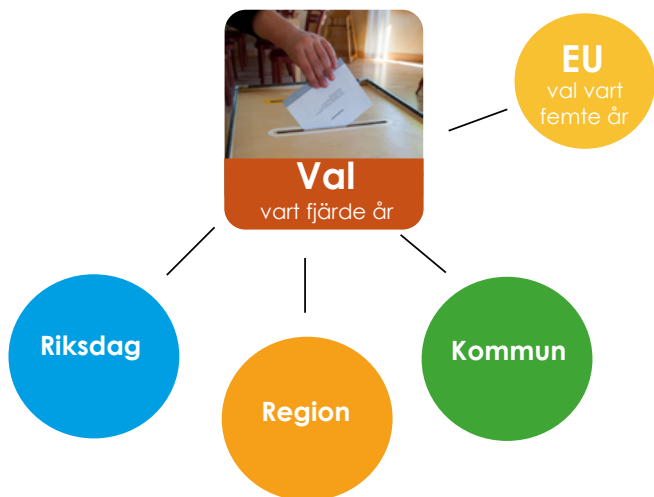 EU
val vart
femte år
Val
vart fjärde år
Riksdag
Region
Kommun